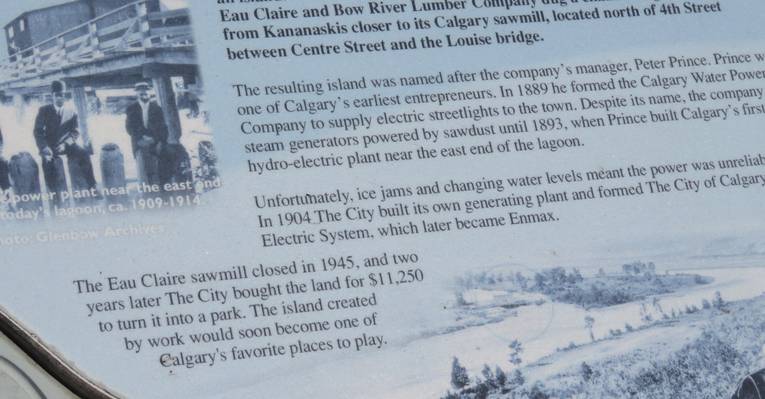 an island
Eau Claire and Bow River Lumber Company dug a
from Kananaskis closer to its Calgary sawmill, located north of 4th Street
between Centre Street and the Louise bridge.
The resulting island was named after the company's manager, Peter Prince. Prince
one of Calgary's earliest entrepreneurs. In 1889 he formed the Calgary Water Power
Company to supply electric streetlights to the town. Despite its name, the company
steam generators powered by sawdust until 1893, when Prince built Calgary's first
hydro-electric plant near the east end of the lagoon.
Unfortunately, ice jams and changing water levels meant the power was
In 1904 The City built its own generating plant and formed The City of Calgary
Electric System, which later became Enmax.
power plant near the east end
today's lagoon, ca. 1909-1914.
Photo: Glenbow Archives
The Eau Claire sawmill closed in 1945, and two
years later The City bought the land for $11,250
to turn it into a park. The island created
by work would soon become one of
Calgary's favorite places to play.